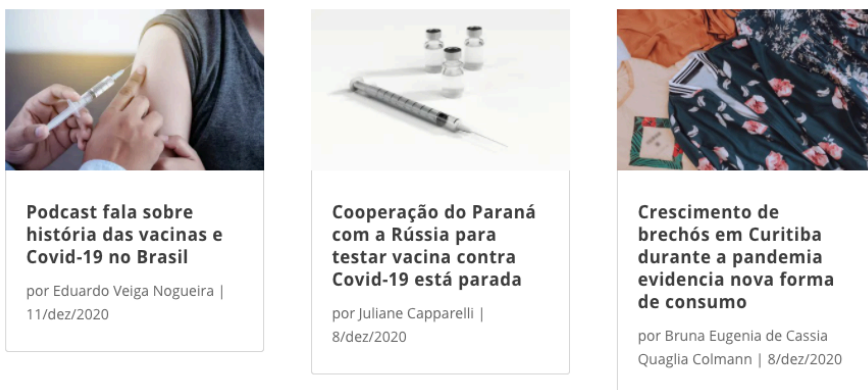 Podcast fala sobre
história das vacinas e
Covid-19 no Brasil
por Eduardo Veiga Nogueira |
11/dez/2020
Cooperação do Paraná
com a Rússia para
testar vacina contra
Covid-19 está parada
por Juliane Capparelli |
8/dez/2020
Crescimento de
brechós em Curitiba
durante a pandemia
evidencia nova forma
de consumo
por Bruna Eugenia de Cassia
Quaglia Colmann | 8/dez/2020